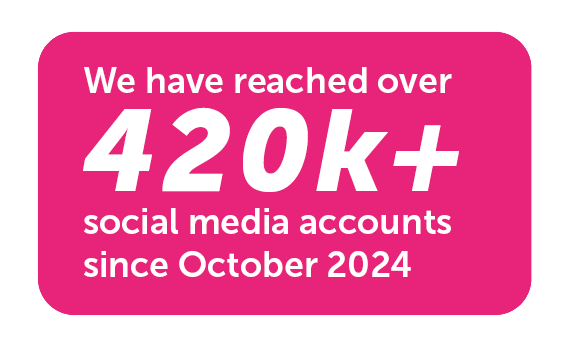 We have reached over
420k+
social media accounts
since October 2024